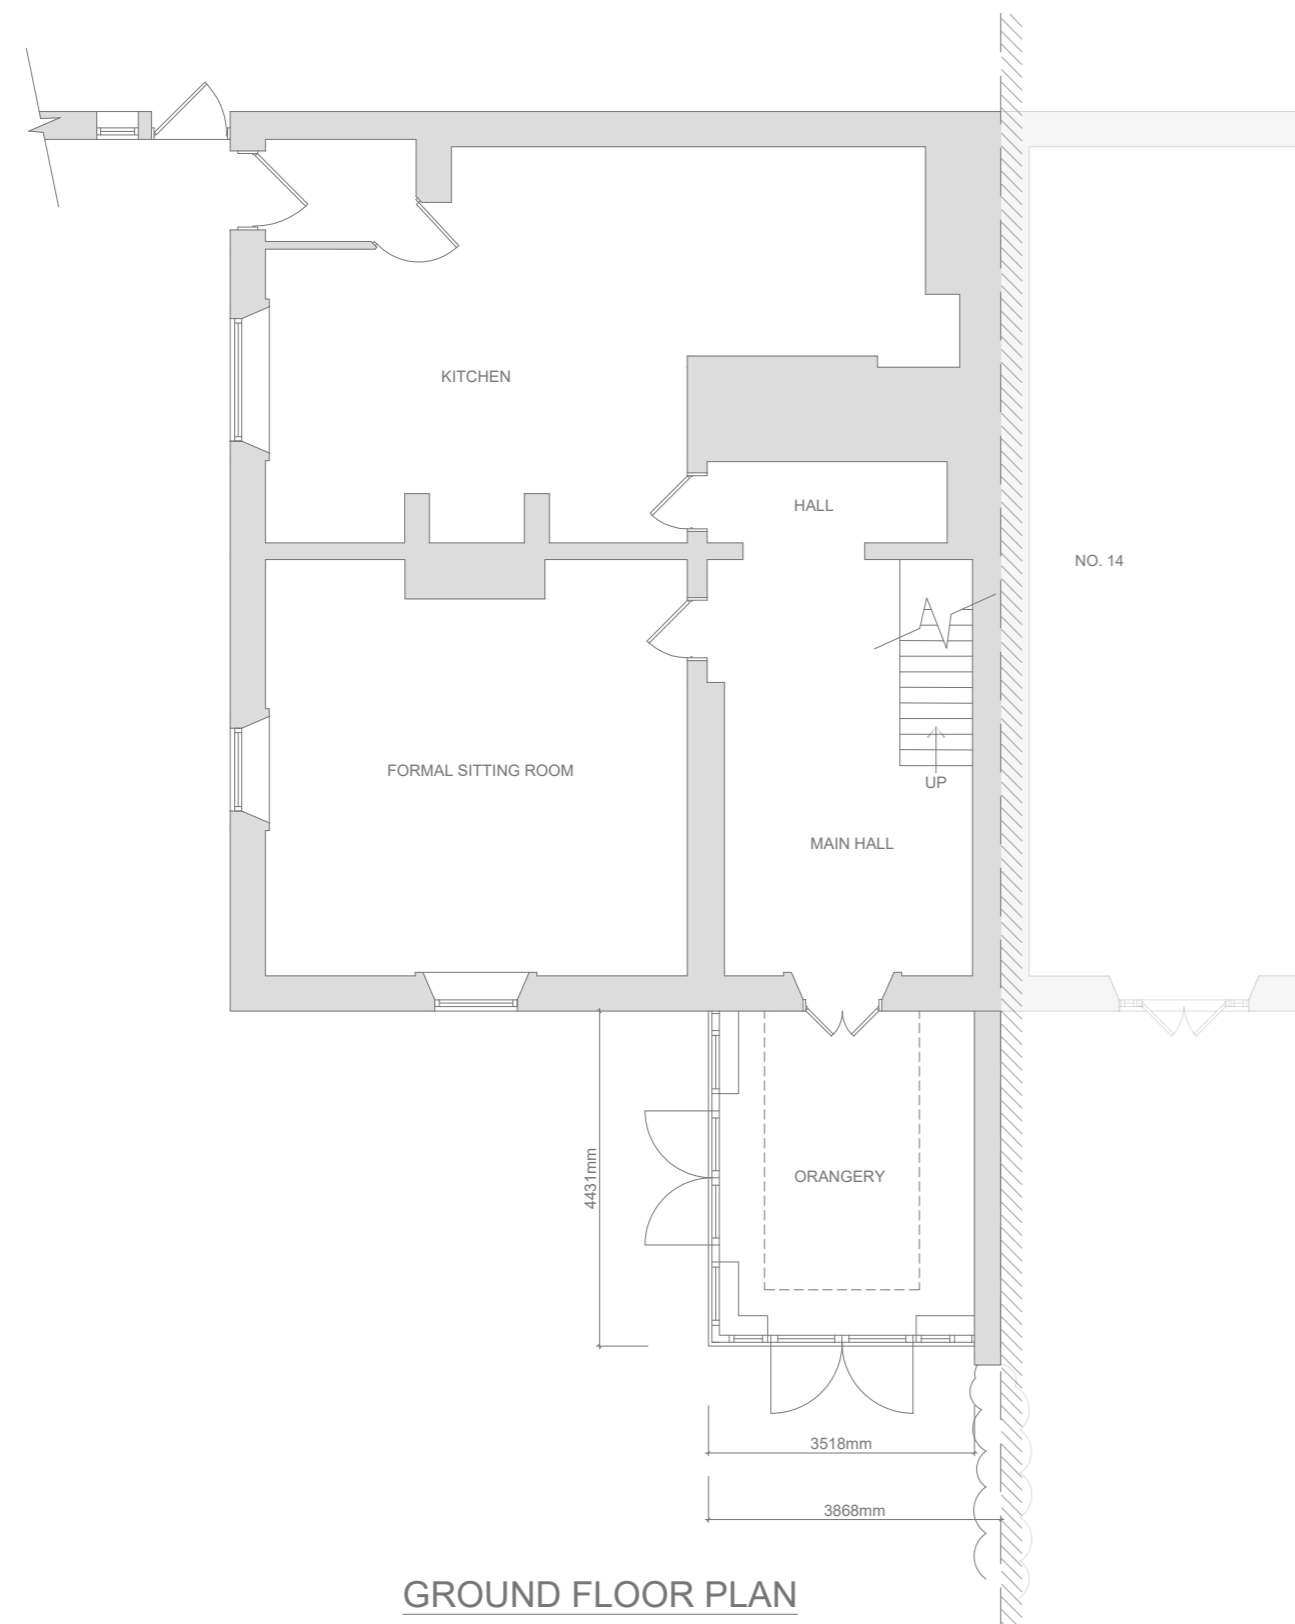 KITCHEN
HALL
NO. 14
FORMAL SITTING ROOM
UP
MAIN HALL
ORANGERY
4431mm
3518mm
3868mm
GROUND FLOOR PLAN